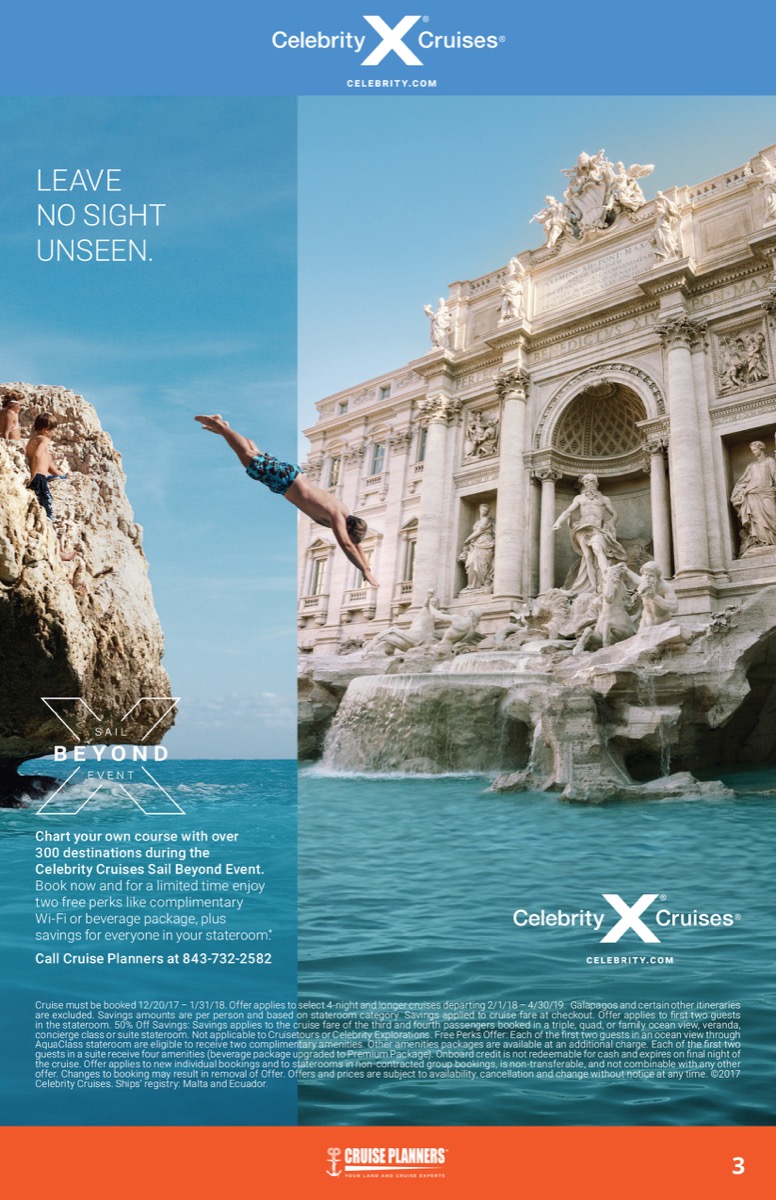 Celebrity X Cruises®
CELEBRITY.COM
LEAVE
NO SIGHT
UNSEEN.
SAIL
BEYOND
EVENT
Chart your own course with over
300 destinations during the
Celebrity Cruises Sail Beyond Event.
Book now and for a limited time enjoy
two free perks like complimentary
Wi-Fi or beverage package, plus
savings for everyone in your stateroom.*
Call Cruise Planners at 843-732-2582
Celebrity X Cruises®
CELEBRITY.COM
Cruise must be booked 12/20/17 – 1/31/18. Offer applies to select 4-night and longer cruises departing 2/1/18 – 4/30/19. Galapagos and certain other itineraries
are excluded. Savings amounts are per person and based on stateroom category. Savings applied to cruise fare at checkout. Offer applies to first two guests
in the stateroom. 50% Off Savings: Savings applies to the cruise fare of the third and fourth passengers booked in a triple, quad, or family ocean view, veranda,
concierge class or suite stateroom. Not applicable to Cruisetours or Celebrity Explorations. Free Perks Offer: Each of the first two guests in an ocean view through
AquaClass stateroom are eligible to receive two complimentary amenities. Other amenities packages are available at an additional charge. Each of the first two
guests in a suite receive four amenities (beverage package upgraded to Premium Package). Onboard credit is not redeemable for cash and expires on final night of
the cruise. Offer applies to new individual bookings and to staterooms in non-contracted group bookings, is non-transferable, and not combinable with any other
offer. Changes to booking may result in removal of Offer. Offers and prices are subject to availability, cancellation and change without notice at any time. ©2017
Celebrity Cruises. Ships' registry: Malta and Ecuador.
CRUISE PLANNERS
YOUR LAND AND CRUISE EXPERTS
3